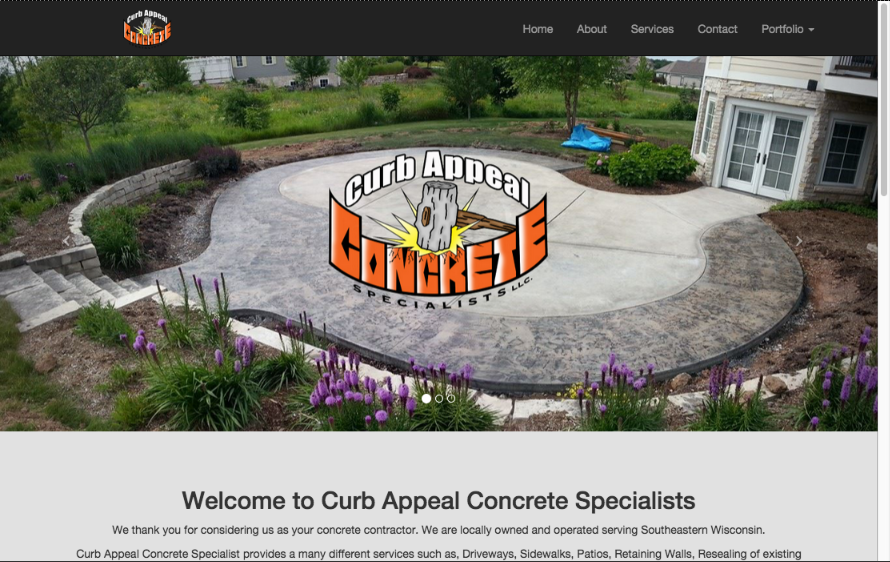 Curb Appeal
CONCRETE
Home
About
Services
Contact
Portfolio
Curb Appeal
CONCRETE
SPECIALISTS LLC.
Welcome to Curb Appeal Concrete Specialists
We thank you for considering us as your concrete contractor. We are locally owned and operated serving Southeastern Wisconsin.
Curb Appeal Concrete Specialist provides a many different services such as, Driveways, Sidewalks, Patios, Retaining Walls, Resealing of existing